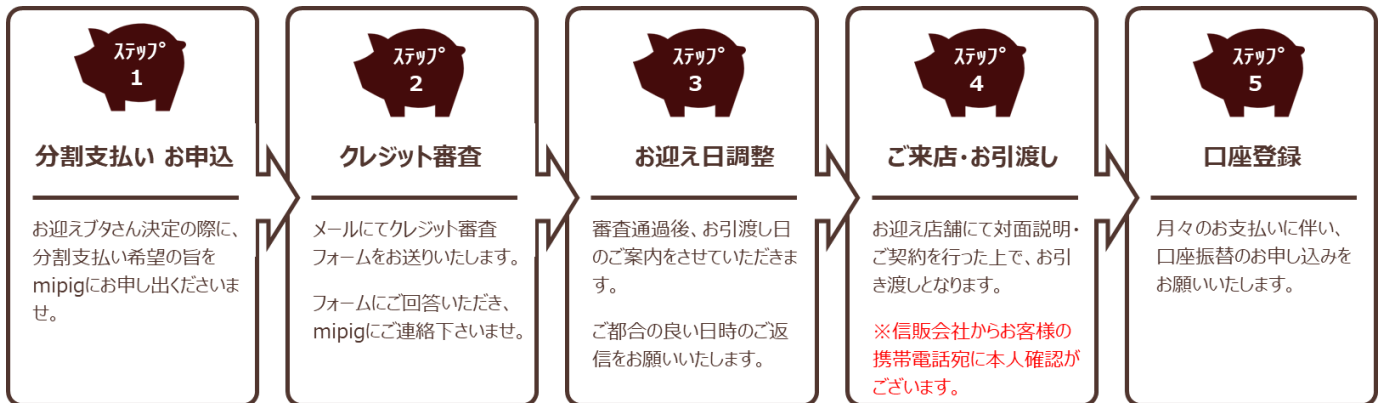 ステップ
1
分割支払い お申込
お迎えブタさん決定の際に、
分割支払い希望の旨を
mipigにお申し出くださいま
せ。
ステップ
2
クレジット審査
メールにてクレジット審査
フォームをお送りいたします。
フォームにご回答いただき、
mipigにご連絡下さいませ。
ステップ
3
お迎え日調整
審査通過後、お引渡し日
のご案内をさせていただきま
す。
ご都合の良い日時のご返
信をお願いいたします。
ステップ
4
ご来店・お引渡し
お迎え店舗にて対面説明・
ご契約を行った上で、お引
き渡しとなります。
※信販会社からお客様の
携帯電話宛に本人確認が
ございます。
ステップ
5
口座登録
月々のお支払いに伴い、
口座振替のお申し込みを
お願いいたします。